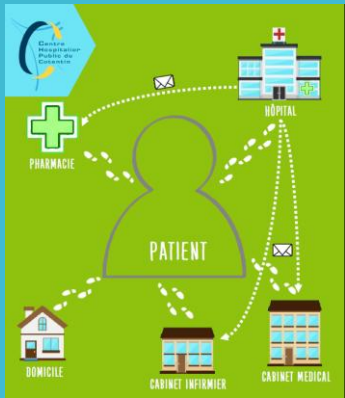 Centre
Hospitalier
Public du
Cotentin
HÔPITAL
PHARMACIE
PATIENT
DOMICILE
CABINET INFIRMIER
CABINET MEDICAL